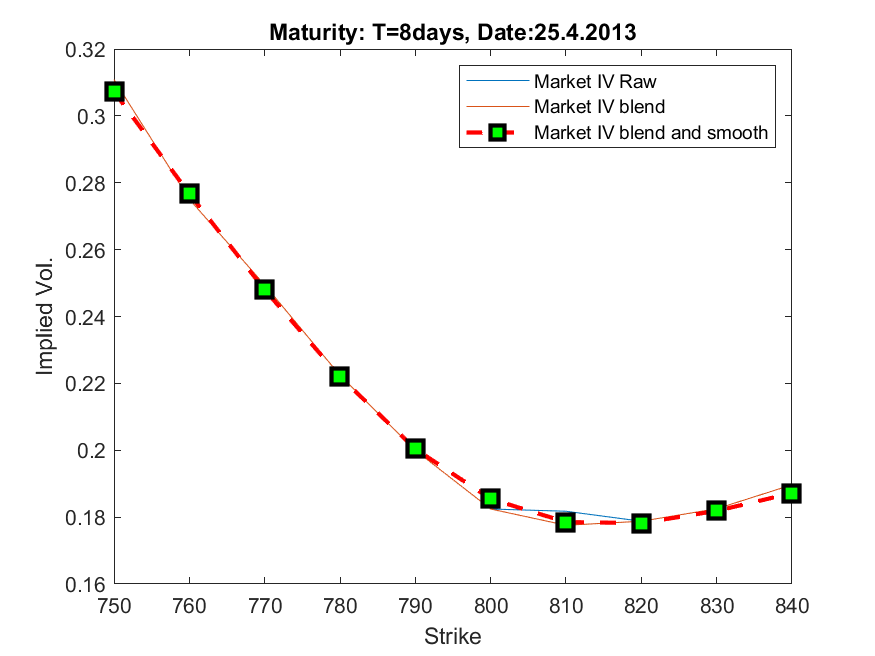 Maturity: T=8days, Date:25.4.2013
0.32
0.3
0.28
0.26
0.24
0.22
0.2
0.18
0.16
Implied Vol.
Market IV Raw
Market IV blend
Market IV blend and smooth
750 760 770 780 790 800 810 820 830 840
Strike